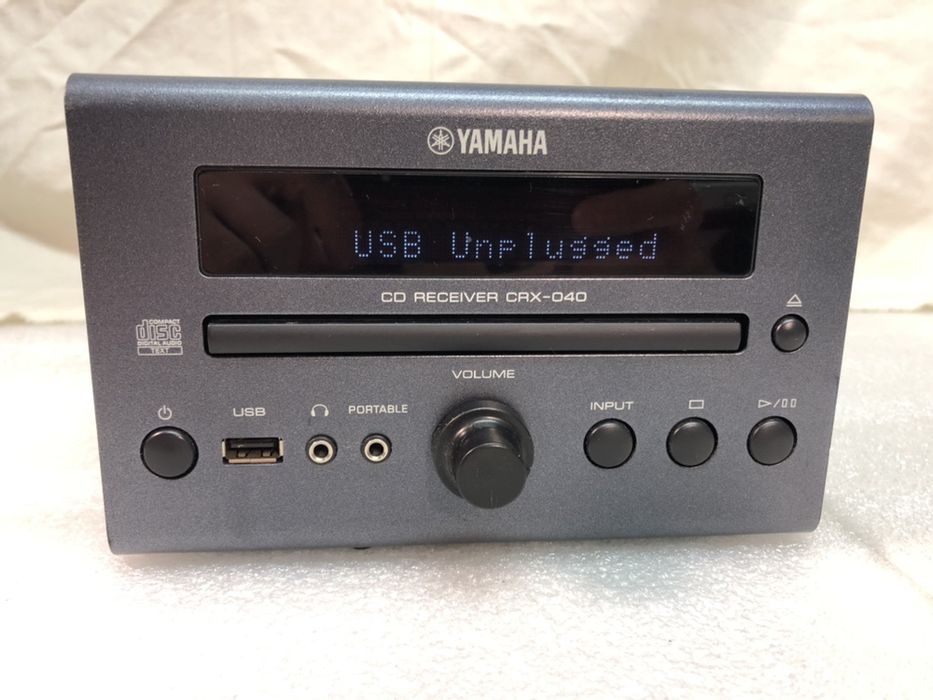 YAMAHA
USB Unplugged
CD RECEIVER CRX-040
COMPACT
disc
DIGITAL AUDIO
TEXT
VOLUME
USB
PORTABLE
INPUT